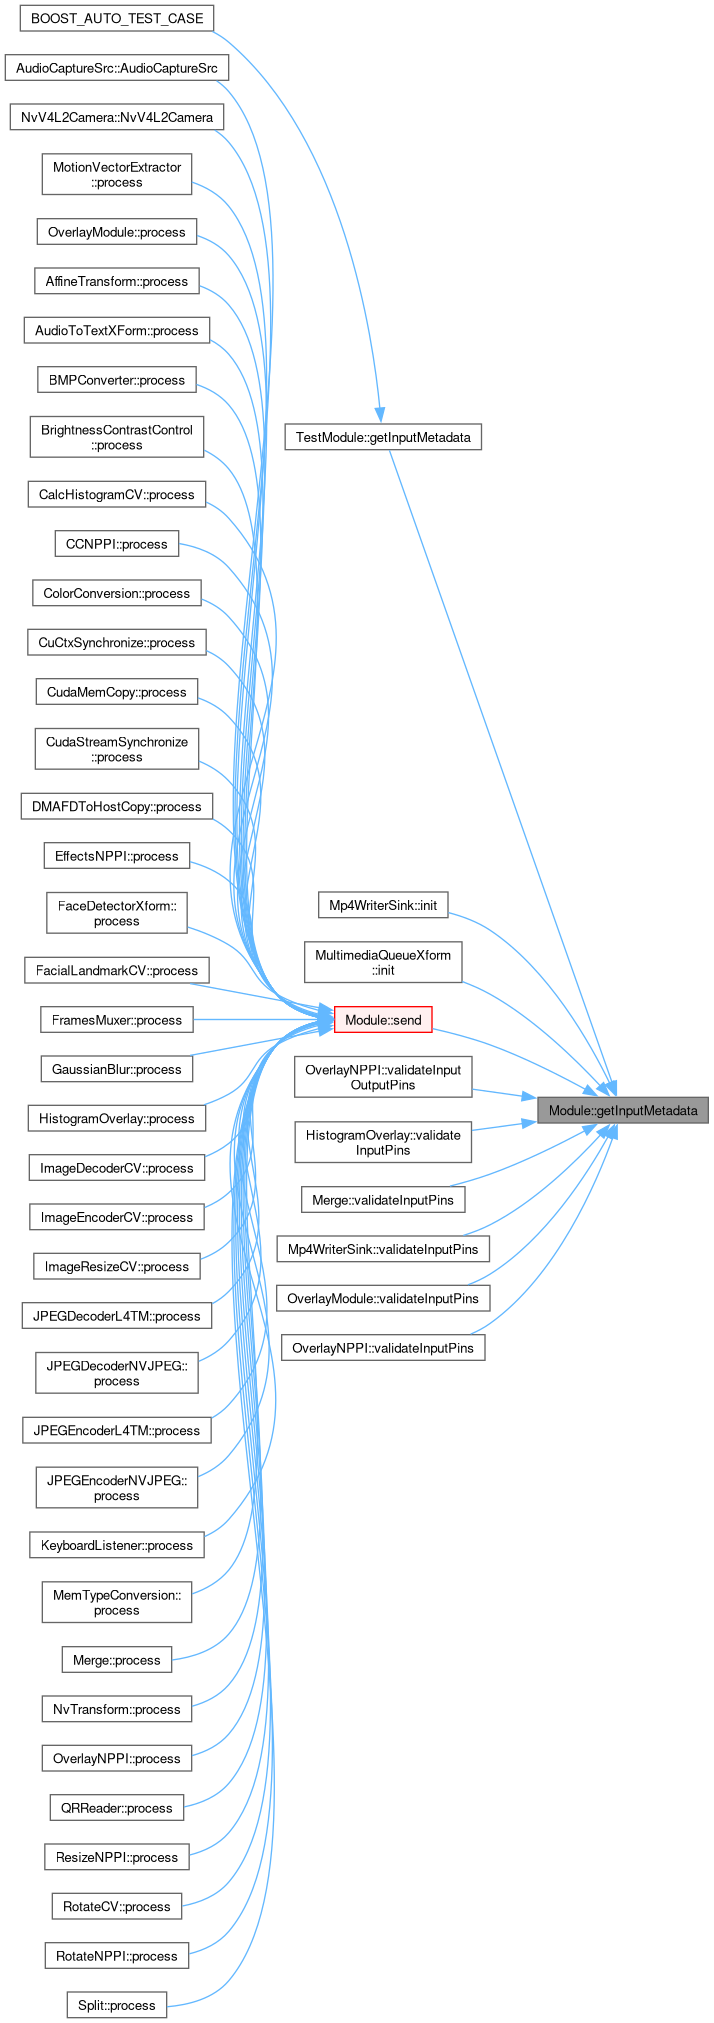 BOOST_AUTO_TEST_CASE
AudioCaptureSrc::AudioCaptureSrc
NvV4L2Camera::NvV4L2Camera
MotionVectorExtractor
::process
OverlayModule::process
AffineTransform::process
AudioToTextXForm::process
BMPConverter::process
BrightnessContrastControl
::process
CalcHistogramCV::process
CCNPPI::process
ColorConversion::process
CuCtxSynchronize::process
CudaMemCopy::process
CudaStreamSynchronize
::process
DMAFDToHostCopy::process
EffectsNPPI::process
FaceDetectorXform::
process
FacialLandmarkCV::process
FramesMuxer::process
GaussianBlur::process
HistogramOverlay::process
ImageDecoderCV::process
ImageEncoderCV::process
ImageResizeCV::process
JPEGDecoderL4TM::process
JPEGDecoderNVJPEG::
process
JPEGEncoderL4TM::process
JPEGEncoderNVJPEG::
process
KeyboardListener::process
MemTypeConversion::
process
Merge::process
NvTransform::process
OverlayNPPI::process
QRReader::process
ResizeNPPI::process
RotateCV::process
RotateNPPI::process
Split::process
TestModule::getInputMetadata
Mp4WriterSink::init
MultimediaQueueXform
::init
Module::send
OverlayNPPI::validateInput
OutputPins
HistogramOverlay::validate
InputPins
Merge::validateInputPins
Mp4WriterSink::validateInputPins
OverlayModule::validateInputPins
OverlayNPPI::validateInputPins
Module::getInputMetadata